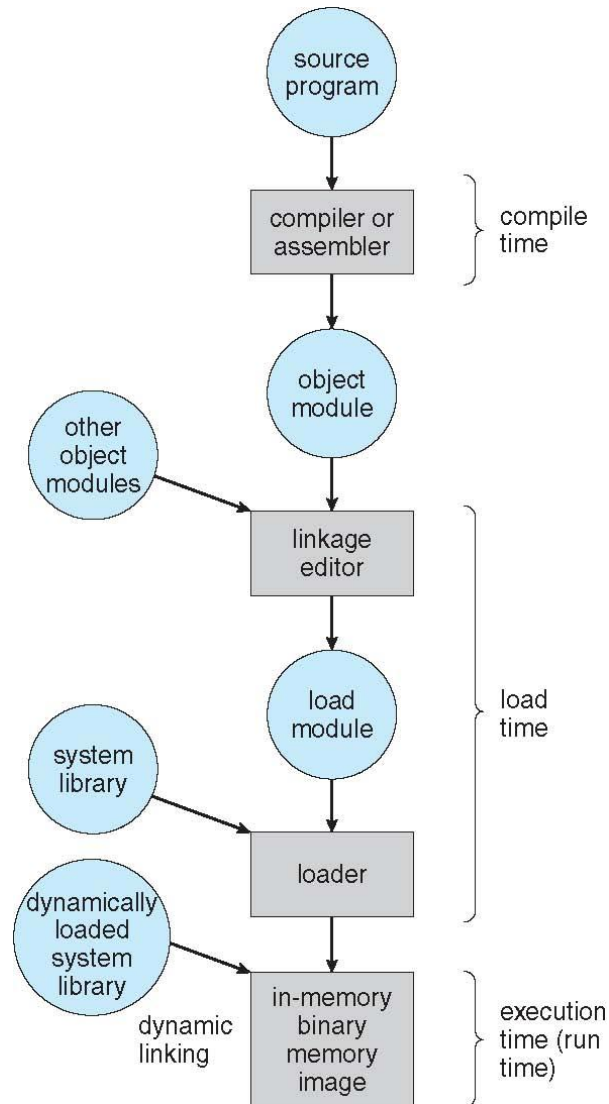 source
program
compiler or
assembler
compile
time
object
module
other
object
modules
linkage
editor
load
module
load
time
system
library
loader
dynamically
loaded
system
library
dynamic
linking
in-memory
binary
memory
image
execution
time (run
time)